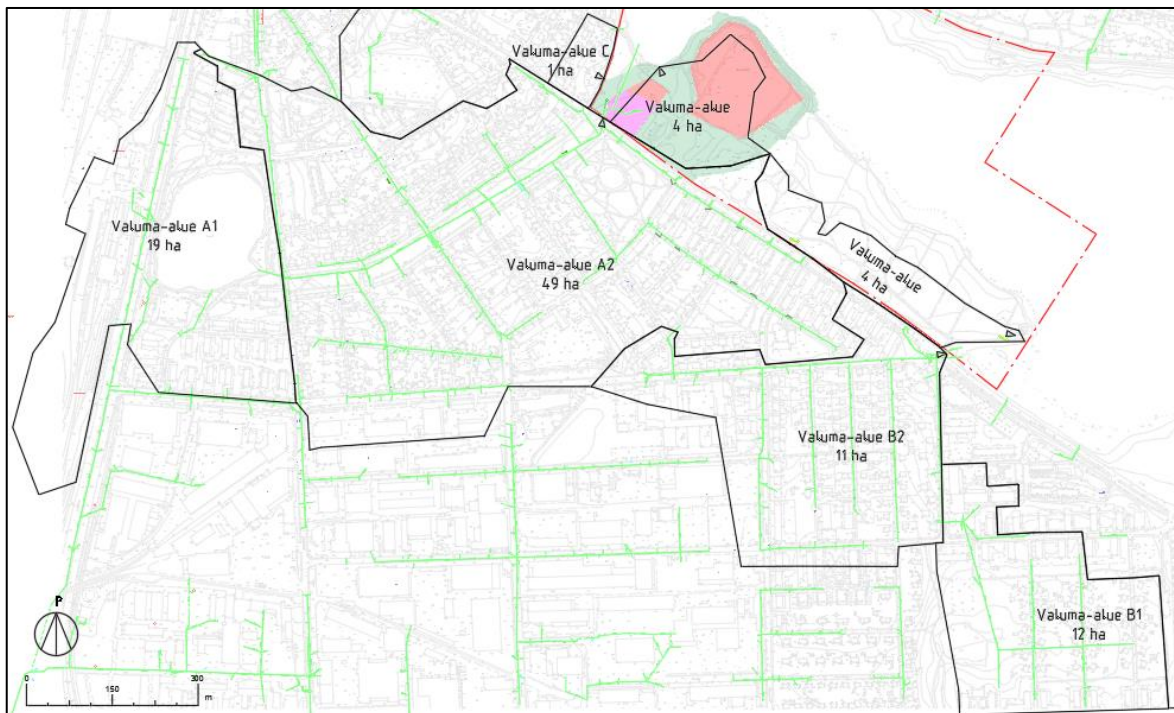 Valuma-alue C
1 ha
Valuma-alue
4 ha
Valuma-alue A1
19 ha
Valuma-alue A2
49 ha
Valuma-alue
4 ha
Valuma-alue B2
11 ha
Valuma-alue B1
12 ha
P
0 150 300
m